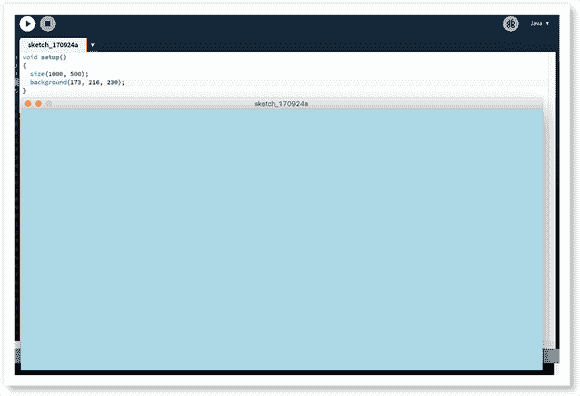 Java ▾
sketch_170924a
void setup()
{
size(1000, 500);
background(173, 216, 230);
}
sketch_170924a